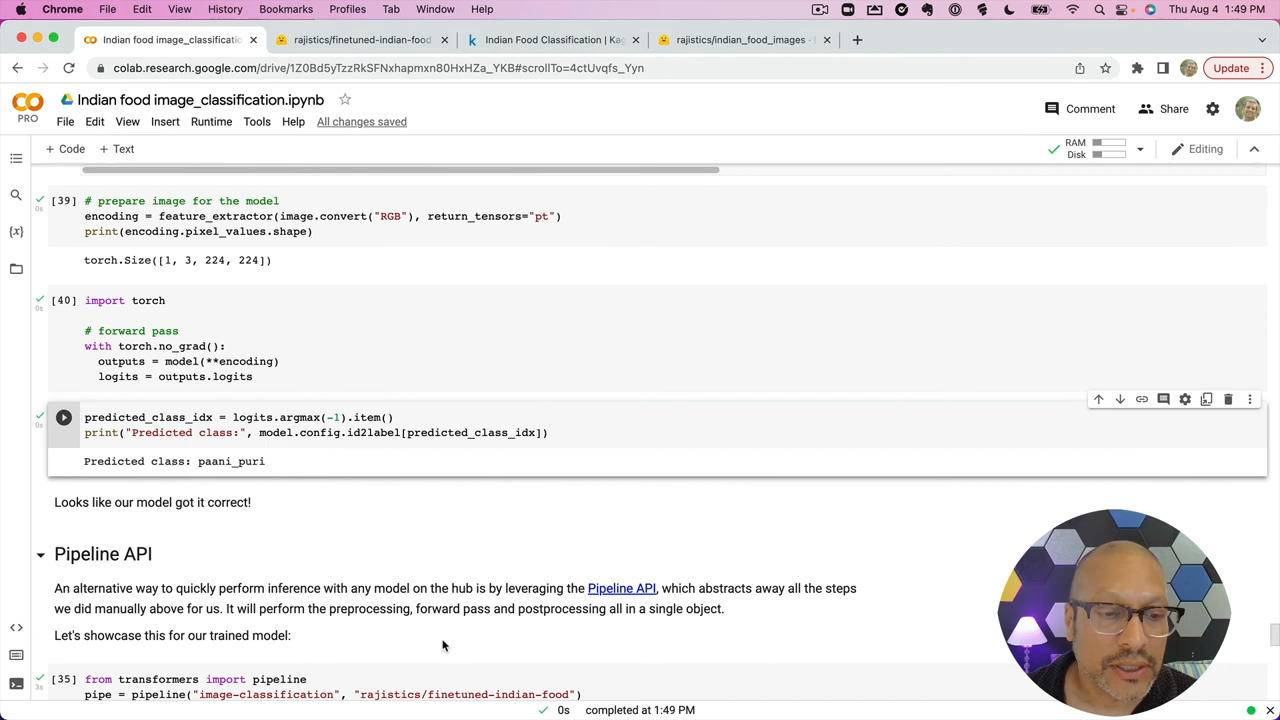 Chrome File Edit View History Bookmarks Profiles Tab Window Help Thu Aug 4 1:49 PM
Indian food image_classificatio rajistics/finetuned-indian-food Indian Food Classification | Kag rajistics/indian_food_images -
colab.research.google.com/drive/1Z0Bd5yTzzRkSFNxhapmxn80HxHZa_YKB#scrollTo=4ctUvqfs_Yyn Update
PRO Indian food image_classification.ipynb
File Edit View Insert Runtime Tools Help All changes saved
Comment Share
+ Code + Text RAM Disk Editing
[39] # prepare image for the model
0s encoding = feature_extractor(image.convert("RGB"), return_tensors="pt")
print(encoding.pixel_values.shape)
torch.Size([1, 3, 224, 224])
[40] import torch
0s
# forward pass
with torch.no_grad():
outputs = model(**encoding)
logits = outputs.logits
predicted_class_idx = logits.argmax(-1).item()
0s print("Predicted class:", model.config.id2label[predicted_class_idx])
Predicted class: paani_puri
Looks like our model got it correct!
Pipeline API
An alternative way to quickly perform inference with any model on the hub is by leveraging the Pipeline API, which abstracts away all the steps
we did manually above for us. It will perform the preprocessing, forward pass and postprocessing all in a single object.
Let's showcase this for our trained model:
[35] from transformers import pipeline
3s pipe = pipeline("image-classification", "rajistics/finetuned-indian-food")
0s completed at 1:49 PM